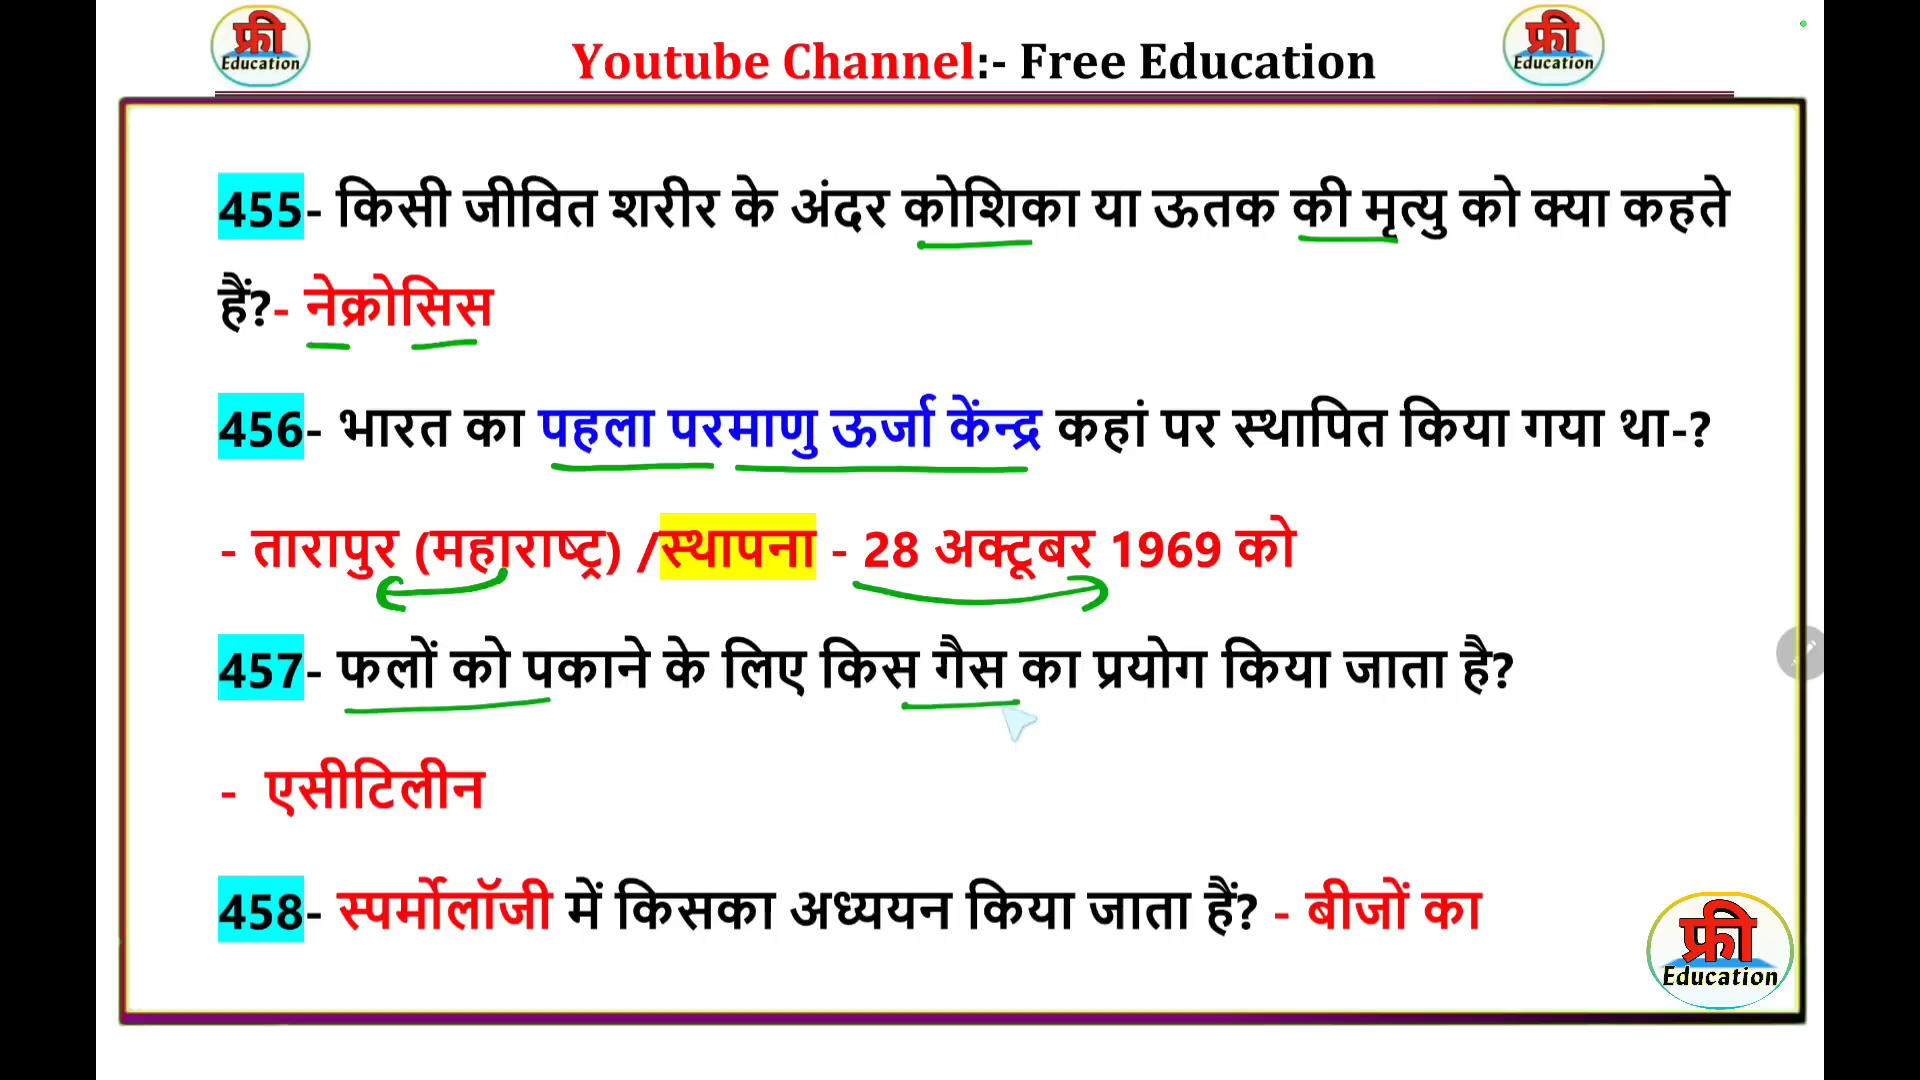 फ्री
Education
Youtube Channel:- Free Education
फ्री
Education
455- किसी जीवित शरीर के अंदर कोशिका या ऊतक की मृत्यु को क्या कहते
हैं?- नेक्रोसिस
456- भारत का पहला परमाणु ऊर्जा केंन्द्र कहां पर स्थापित किया गया था-?
- तारापुर (महाराष्ट्र) /स्थापना - 28 अक्टूबर 1969 को
457- फलों को पकाने के लिए किस गैस का प्रयोग किया जाता है?
- एसीटिलीन
458- स्पर्मोलॉजी में किसका अध्ययन किया जाता हैं? - बीजों का
फ्री
Education